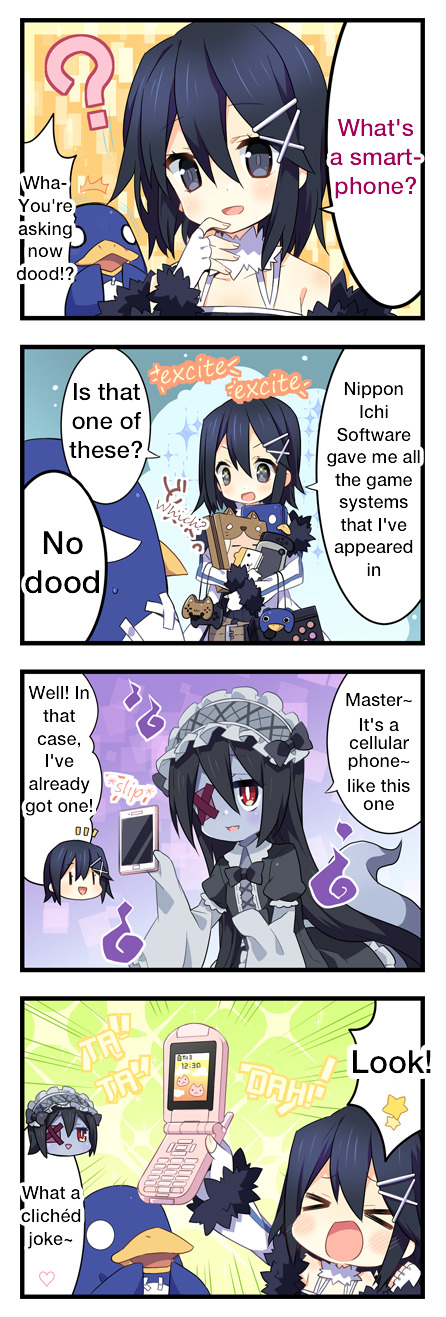 ?
What's
a smart-
phone?
Wha-
You're
asking
now
dood!?
excite
excite
Nippon
Ichi
Software
gave me all
the game
systems
that I've
appeared
in
Is that
one of
these?
Which?
No
dood
Master~
It's a
cellular
phone~
like this
one
Well! In
that
case,
I've
already
got one!
*slip*
Look!
TA
TA
DAH!
12:30
What a
clichéd
joke~
♡